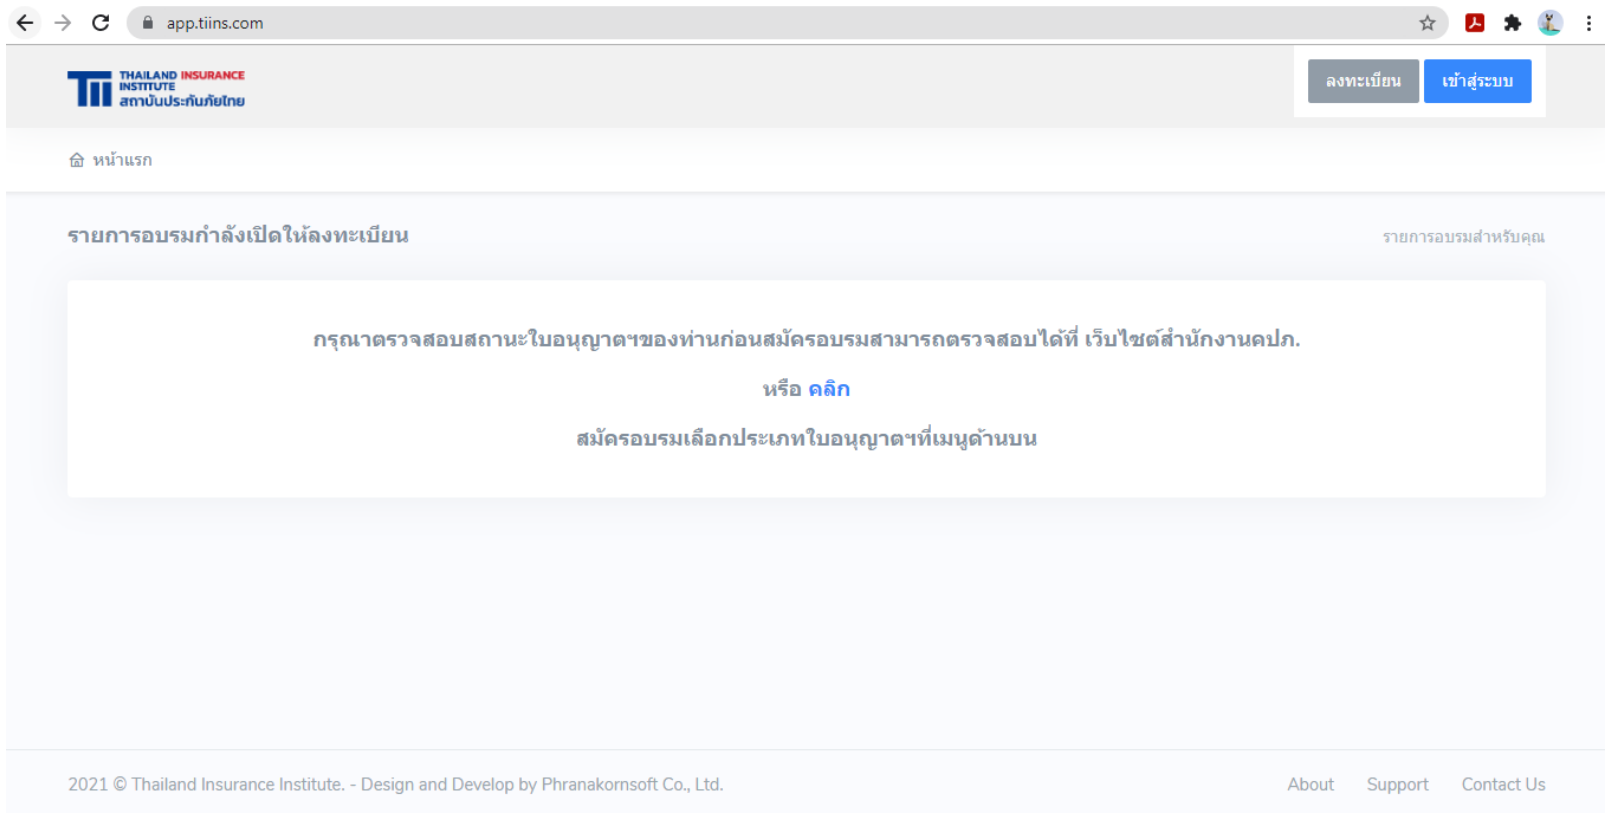 app.tiins.com
THAILAND INSURANCE
INSTITUTE
สถาบันประกันภัยไทย
ลงทะเบียน
เข้าสู่ระบบ
หน้าแรก
รายการอบรมกำลังเปิดให้ลงทะเบียน
รายการอบรมสำหรับคุณ
กรุณาตรวจสอบสถานะใบอนุญาตฯของท่านก่อนสมัครอบรมสามารถตรวจสอบได้ที่ เว็บไซต์สำนักงานคปภ.
หรือ คลิก
สมัครอบรมเลือกประเภทใบอนุญาตฯที่เมนูด้านบน
2021 © Thailand Insurance Institute. - Design and Develop by Phranakornsoft Co., Ltd.
About Support Contact Us